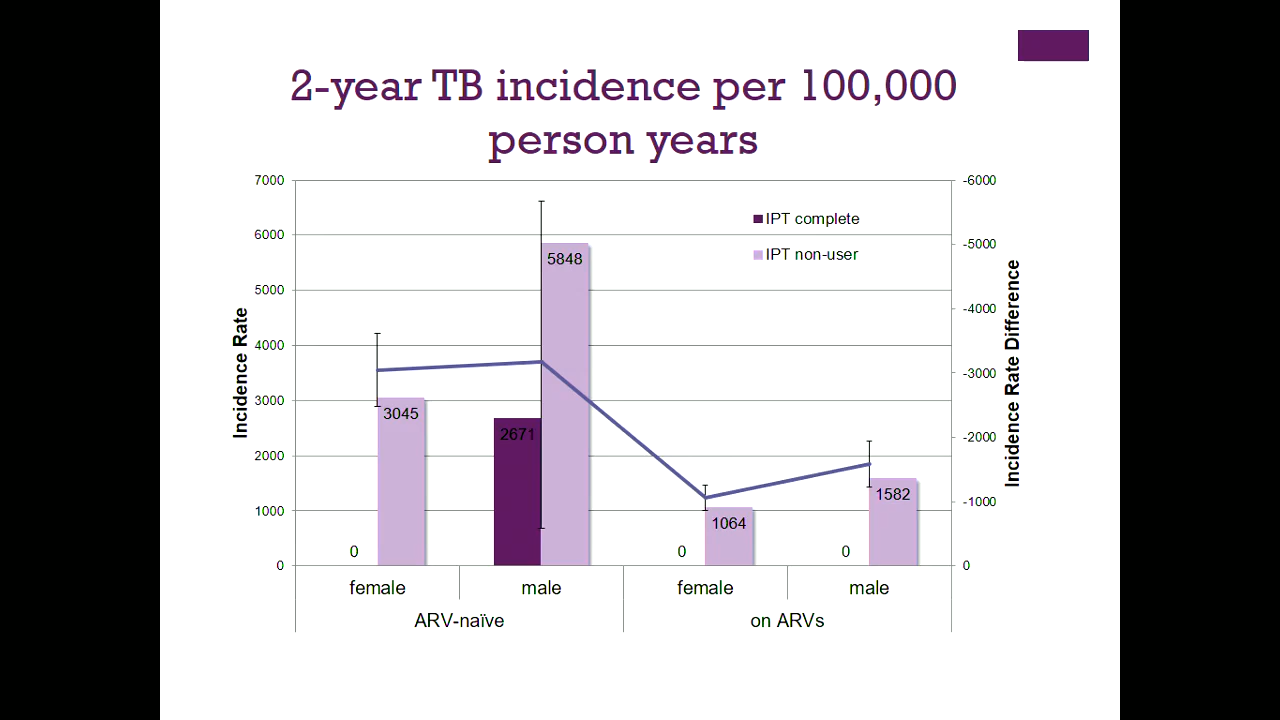 2-year TB incidence per 100,000
person years
7000
6000
5000
4000
3000
2000
1000
0
Incidence Rate
-6000
-5000
-4000
-3000
-2000
-1000
0
Incidence Rate Difference
IPT complete
IPT non-user
0
3045
2671
5848
0
1064
0
1582
female
male
female
male
ARV-naïve
on ARVs